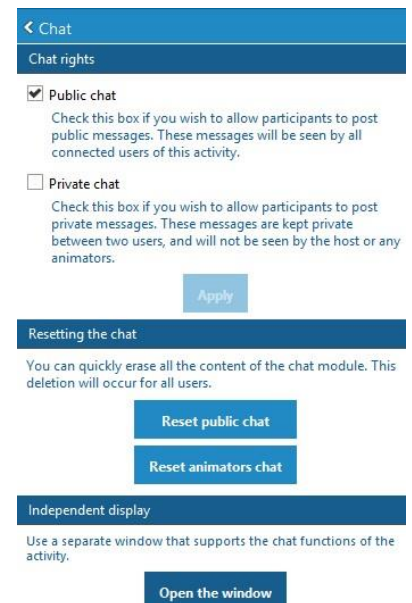 Chat
Chat rights
Public chat
Check this box if you wish to allow participants to post
public messages. These messages will be seen by all
connected users of this activity.
Private chat
Check this box if you wish to allow participants to post
private messages. These messages are kept private
between two users, and will not be seen by the host or any
animators.
Apply
Resetting the chat
You can quickly erase all the content of the chat module. This
deletion will occur for all users.
Reset public chat
Reset animators chat
Independent display
Use a separate window that supports the chat functions of the
activity.
Open the window